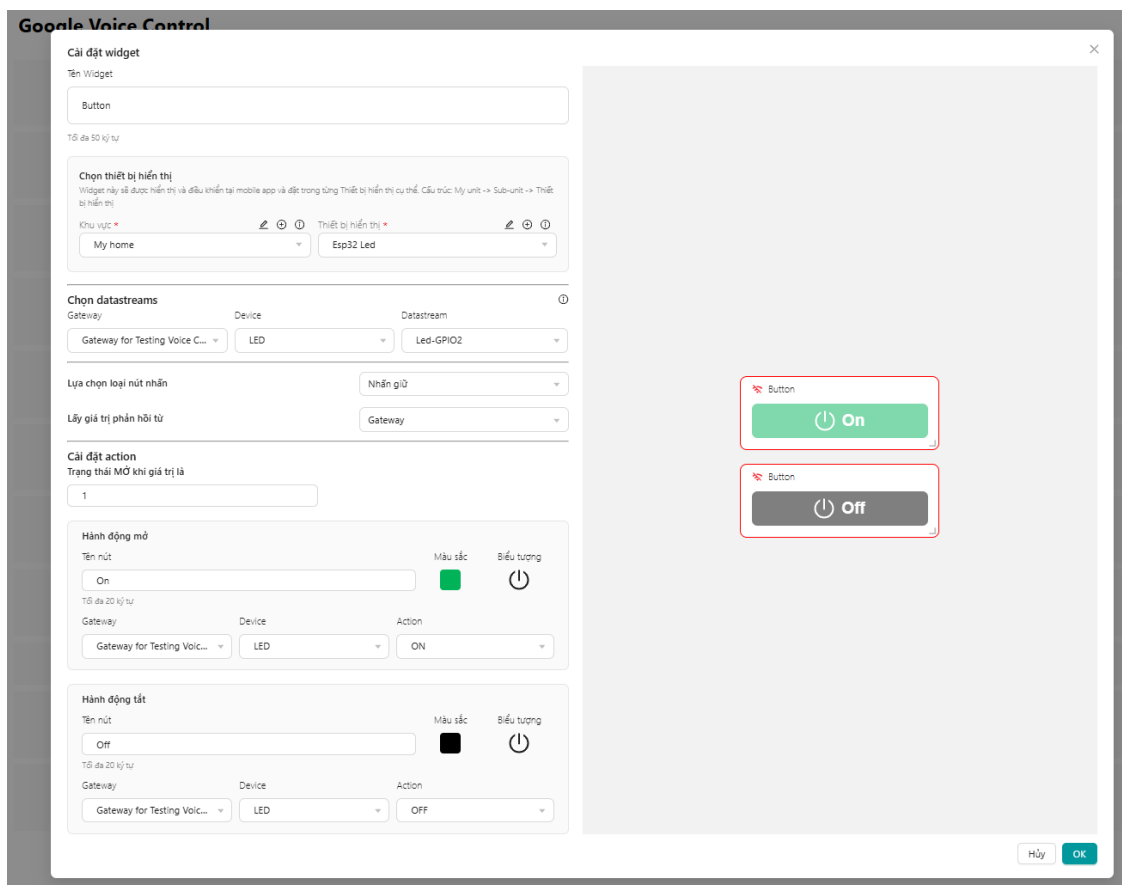 Google Voice Control
Cài đặt widget
Tên Widget
Button
Tối đa 50 ký tự
Chọn thiết bị hiển thị
Widget này sẽ được hiển thị và điều khiển tại mobile app và đặt trong từng Thiết bị hiển thị cụ thể. Cấu trúc: My unit -> Sub-unit -> Thiết
bị hiển thị
Khu vực * Thiết bị hiển thị *
My home Esp32 Led
Chọn datastreams
Gateway Device Datastream
Gateway for Testing Voice C... LED Led-GPIO2
Lựa chọn loại nút nhấn Nhấn giữ
Lấy giá trị phản hồi từ Gateway
Cài đặt action
Trạng thái MỞ khi giá trị là
1
Hành động mở
Tên nút Màu sắc Biểu tượng
On
Tối đa 20 ký tự
Gateway Device Action
Gateway for Testing Voic... LED ON
Hành động tắt
Tên nút Màu sắc Biểu tượng
Off
Tối đa 20 ký tự
Gateway Device Action
Gateway for Testing Voic... LED OFF
Button
On
Button
Off
Hủy OK